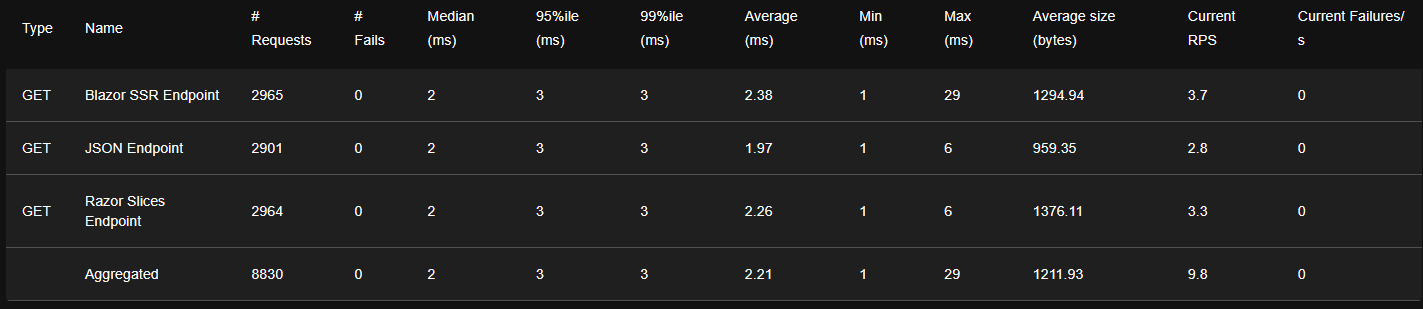 Type Name # Requests # Fails Median (ms) 95%ile (ms) 99%ile (ms) Average (ms) Min (ms) Max (ms) Average size (bytes) Current RPS Current Failures/s
GET Blazor SSR Endpoint 2965 0 2 3 3 2.38 1 29 1294.94 3.7 0
GET JSON Endpoint 2901 0 2 3 3 1.97 1 6 959.35 2.8 0
GET Razor Slices Endpoint 2964 0 2 3 3 2.26 1 6 1376.11 3.3 0
Aggregated 8830 0 2 3 3 2.21 1 29 1211.93 9.8 0